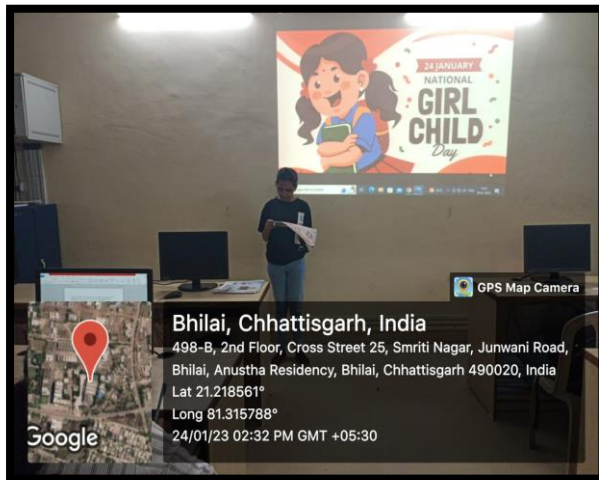 24 JANUARY
NATIONAL
GIRL
CHILD
Day
GPS Map Camera
Bhilai, Chhattisgarh, India
498-B, 2nd Floor, Cross Street 25, Smriti Nagar, Junwani Road,
Bhilai, Anustha Residency, Bhilai, Chhattisgarh 490020, India
Lat 21.218561°
Long 81.315788°
24/01/23 02:32 PM GMT +05:30
Google